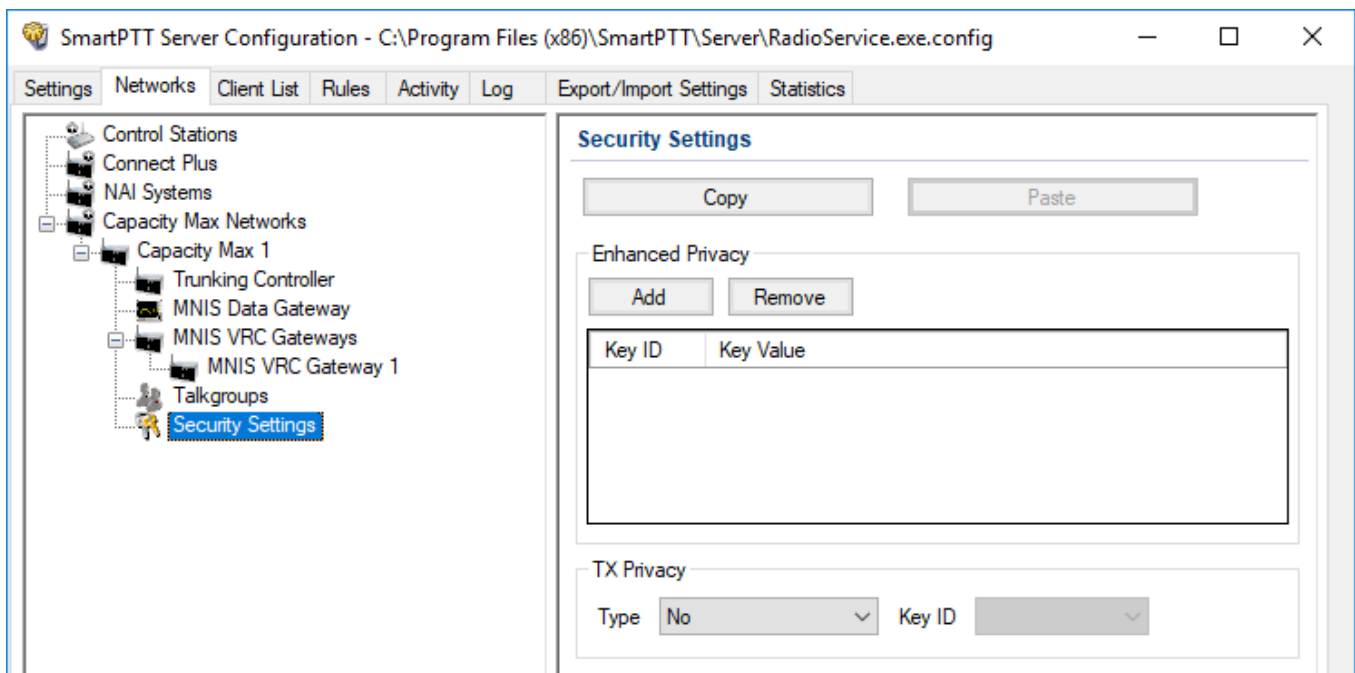 SmartPTT Server Configuration - C:\Program Files (x86)\SmartPTT\Server\RadioService.exe.config
Settings Networks Client List Rules Activity Log Export/Import Settings Statistics
Control Stations
Connect Plus
NAI Systems
Capacity Max Networks
Capacity Max 1
Trunking Controller
MNIS Data Gateway
MNIS VRC Gateways
MNIS VRC Gateway 1
Talkgroups
Security Settings
Security Settings
Copy Paste
Enhanced Privacy
Add Remove
Key ID Key Value
TX Privacy
Type No Key ID